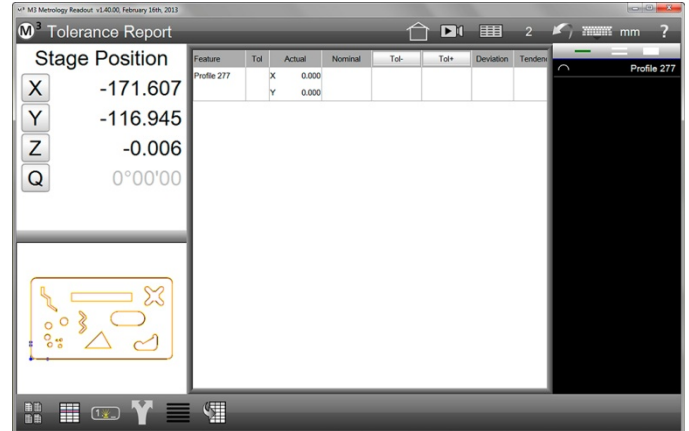 M3 Metrology Readout v1.40.00, February 16th, 2013
M3 Tolerance Report
2
mm
?
Stage Position
X -171.607
Y -116.945
Z -0.006
Q 0°00'00
Feature Tol Actual Nominal Tol- Tol+ Deviation Tenden
Profile 277 X 0.000
Y 0.000
Profile 277